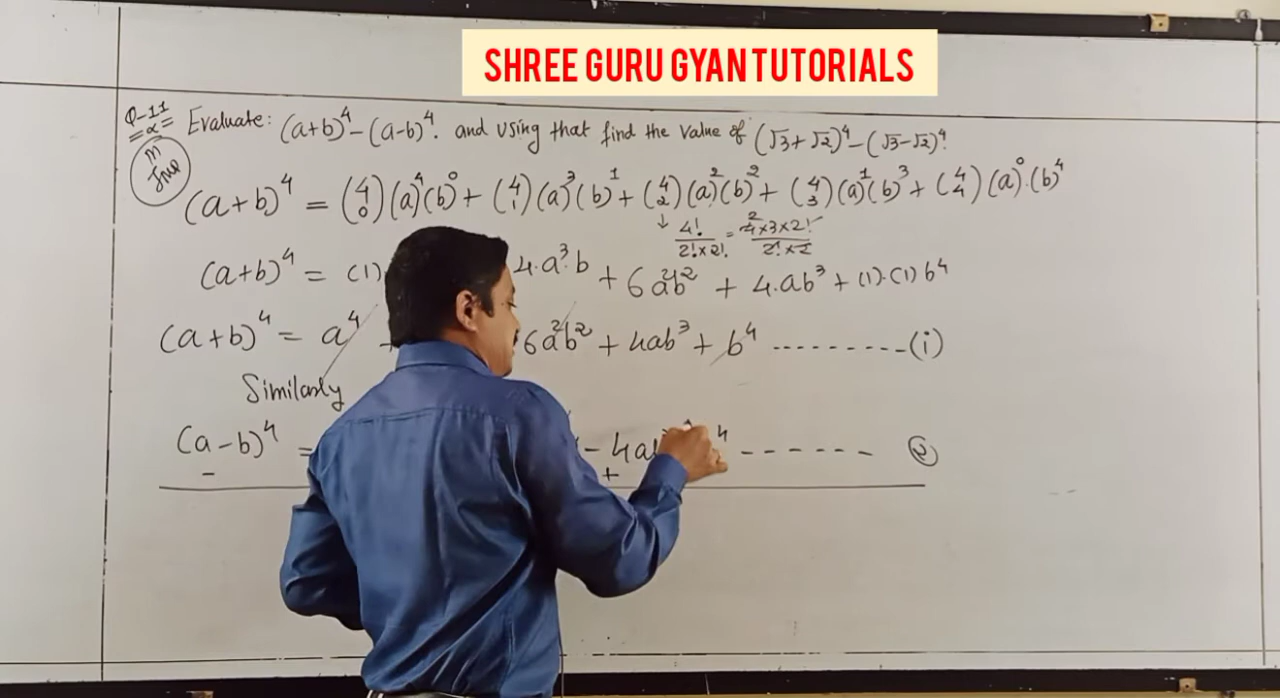 SHREE GURU GYAN TUTORIALS
Q-11 Evaluate: (a+b)⁴-(a-b)⁴. and using that find the value of (√3+√2)⁴-(√3-√2)⁴.
(a+b)⁴ = (4 0)(a)⁴(b)⁰ + (4 1)(a)³(b)¹ + (4 2)(a)²(b)² + (4 3)(a)¹(b)³ + (4 4)(a)⁰.(b)⁴
↓ 4!/2!×2! = 4×3×2!/2!×2 2
(a+b)⁴ = (1) 4.a³.b + 6a²b² + 4.ab³ + (1).(1) b⁴
(a+b)⁴ = a⁴ 6a²b² + 4ab³ + b⁴ ---------(i)
Similarly
(a-b)⁴ = - 4a ⁴ ------ ②
- +